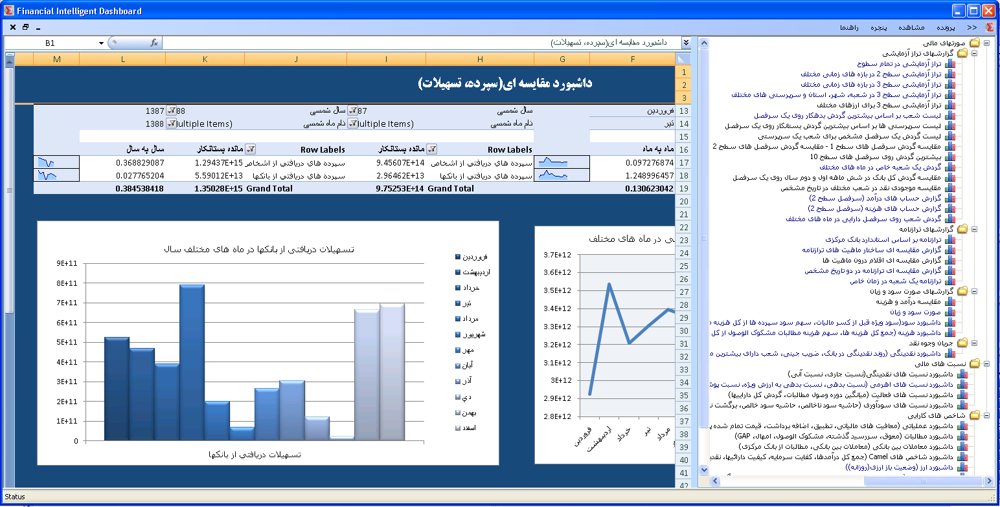 Financial Intelligent Dashboard
>> پرونده مشاهده پنجره راهنما
B1
fx
داشبورد مقایسه ای(سپرده، تسهیلات)
M L K J I H G F
داشبورد مقایسه ای(سپرده، تسهیلات)
1
2
3
فروردین سال شمسی 87 سال شمسی 88 1387 13
تیر نام ماه شمسی (ultiple Items) نام ماه شمسی (ultiple Items) 1388 14
15
ماه به ماه Row Labels مانده بستانکار Row Labels مانده بستانکار سال به سال 16
0.097276874 سپرده هاي دريافتي از اشخاص 9.45607E+14 سپرده هاي دريافتي از اشخاص 1.29437E+15 0.368829087 17
1.248996457 سپرده هاي دريافتي از بانکها 2.96462E+13 سپرده هاي دريافتي از بانکها 5.59012E+13 0.027765204 18
0.130623042 Grand Total 9.75253E+14 Grand Total 1.35028E+15 0.384538418 19
20
21
22
23
24
25
26
27
28
29
30
31
32
33
34
35
36
37
38
39
40
41
42
تسهیلات دریافتی از بانکها در ماه های مختلف سال
9E+11
8E+11
7E+11
6E+11
5E+11
4E+11
3E+11
2E+11
1E+11
0
تسهیلات دریافتي از بانکها
فروردین
اردیبهشت
خرداد
تیر
مرداد
شهریور
مهر
آبان
آذر
دي
بهمن
اسفند
در ماه های مختلف
3.7E+12
3.6E+12
3.5E+12
3.4E+12
3.3E+12
3.2E+12
3.1E+12
3E+12
2.9E+12
2.8E+12
فروردین
اردیبهشت
خرداد
تیر
مرداد
صورتهای مالی
گزارشهای تراز آزمایشی
تراز آزمایشی در تمام سطوح
تراز آزمایشی سطح 2 در بازه های زمانی مختلف
تراز آزمایشی سطح 3 در بازه های زمانی مختلف
تراز آزمایشی سطح 3 در شعبه، شهر، استان و سرپرستی های مختلف
تراز آزمایشی سطح 3 برای ارزهای مختلف
لیست شعب بر اساس بیشترین گردش بدهکار روی یک سرفصل
لیست سرپرستی ها بر اساس بیشترین گردش بستانکار روی یک سرفصل
لیست گردش یک سرفصل مشخص برای شعب یک سرپرستی
مقایسه گردش سرفصل های سطح 1 - مقایسه گردش سرفصل های سطح 2
بیشترین گردش روی سرفصل های سطح 10
گردش یک شعبه خاص در ماه های مختلف
مقایسه گردش کل بانک در شش ماهه اول و دوم سال روی یک سرفصل
مقایسه موجودی نقد در شعب مختلف در تاریخ مشخص
گزارش حساب های درآمد (سرفصل سطح 2)
گزارش حساب های هزینه (سرفصل سطح 2)
گردش شعب روی سرفصل دارایی در ماه های مختلف
گزارشهای ترازنامه
ترازنامه بر اساس استاندارد بانک مرکزی
گزارش مقایسه ای ساختار ماهیت های ترازنامه
گزارش مقایسه ای اقلام درون ماهیت ها
گزارش مقایسه ای ترازنامه در دو تاریخ مشخص
ترازنامه یک شعبه در زمان خاص
گزارشهای صورت سود و زیان
مقایسه درآمد و هزینه
صورت سود و زیان
داشبورد سود(سود ویژه قبل از کسر مالیات، سهم سود سپرده ها از کل هزینه
داشبورد هزینه (جمع کل هزینه ها، سهم هزینه مطالبات مشکوک الوصول از کل
جریان وجوه نقد
داشبورد نقدینگی (روند نقدینگی در بانک، ضریب جینی، شعب دارای بیشترین
نسبت های مالی
داشبورد نسبت های نقدینگی(نسبت جاری، نسبت آنی)
داشبورد نسبت های اهرمی (نسبت بدهی، نسبت بدهی به ارزش ویژه، نسبت
داشبورد نسبت های فعالیت (میانگین دوره وصول مطالبات، گردش کل داراییها)
داشبورد نسبت های سودآوری (حاشیه سود ناخالص، حاشیه سود خالص، برگشت
شاخص های کارایی
داشبورد عملیاتی (معافیت های مالیاتی، تطبیق، اضافه برداشت، قیمت تمام شده
داشبورد مطالبات (معوق، سررسید گذشته، مشکوک الوصول، امهال، GAP)
داشبورد معاملات بین بانکی (معاملات بین بانکی، مطالبات از بانک مرکزی)
داشبورد شاخص های Camel (جمع کل درآمدها، کفایت سرمایه، کیفیت دارائیها،
داشبورد ارز (وضعیت باز ارزی(روزانه))
Status